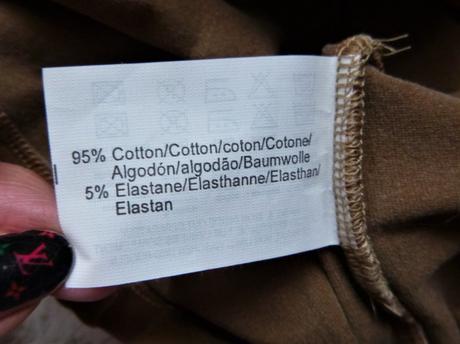 95% Cotton/Cotton/coton/Cotone/
Algodón/algodão/Baumwolle
5% Elastane/Elasthanne/Elasthan/
Elastan